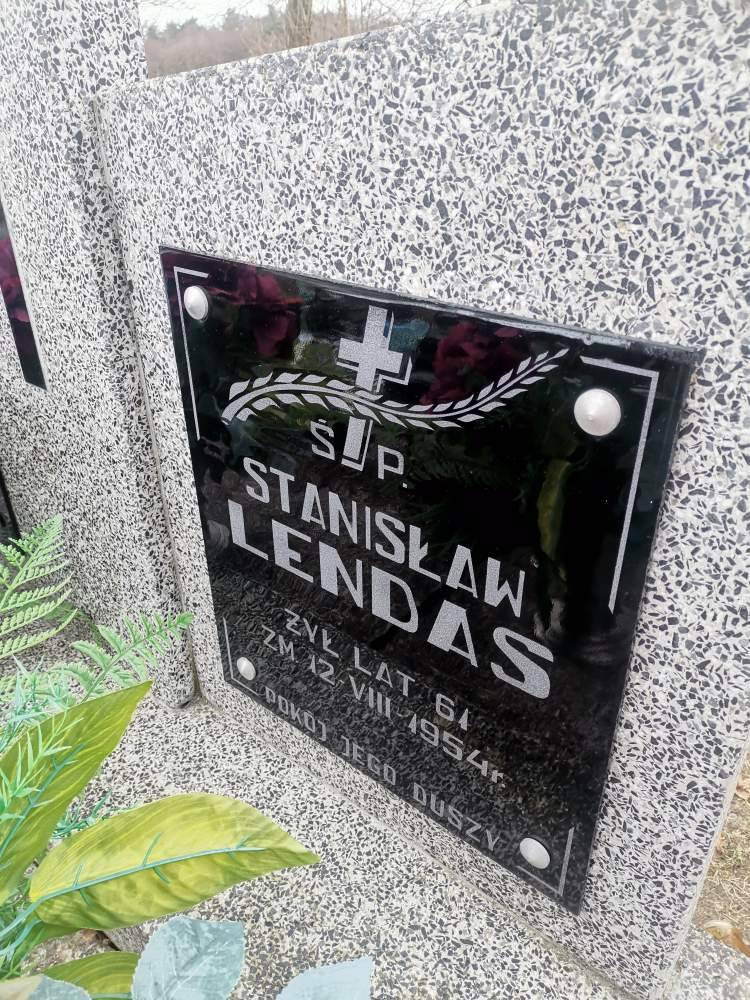 Ś P.
STANISŁAW
LENDAS
ŻYŁ LAT 61
ZM 12 VIII 1954r.
POKÓJ JEGO DUSZY